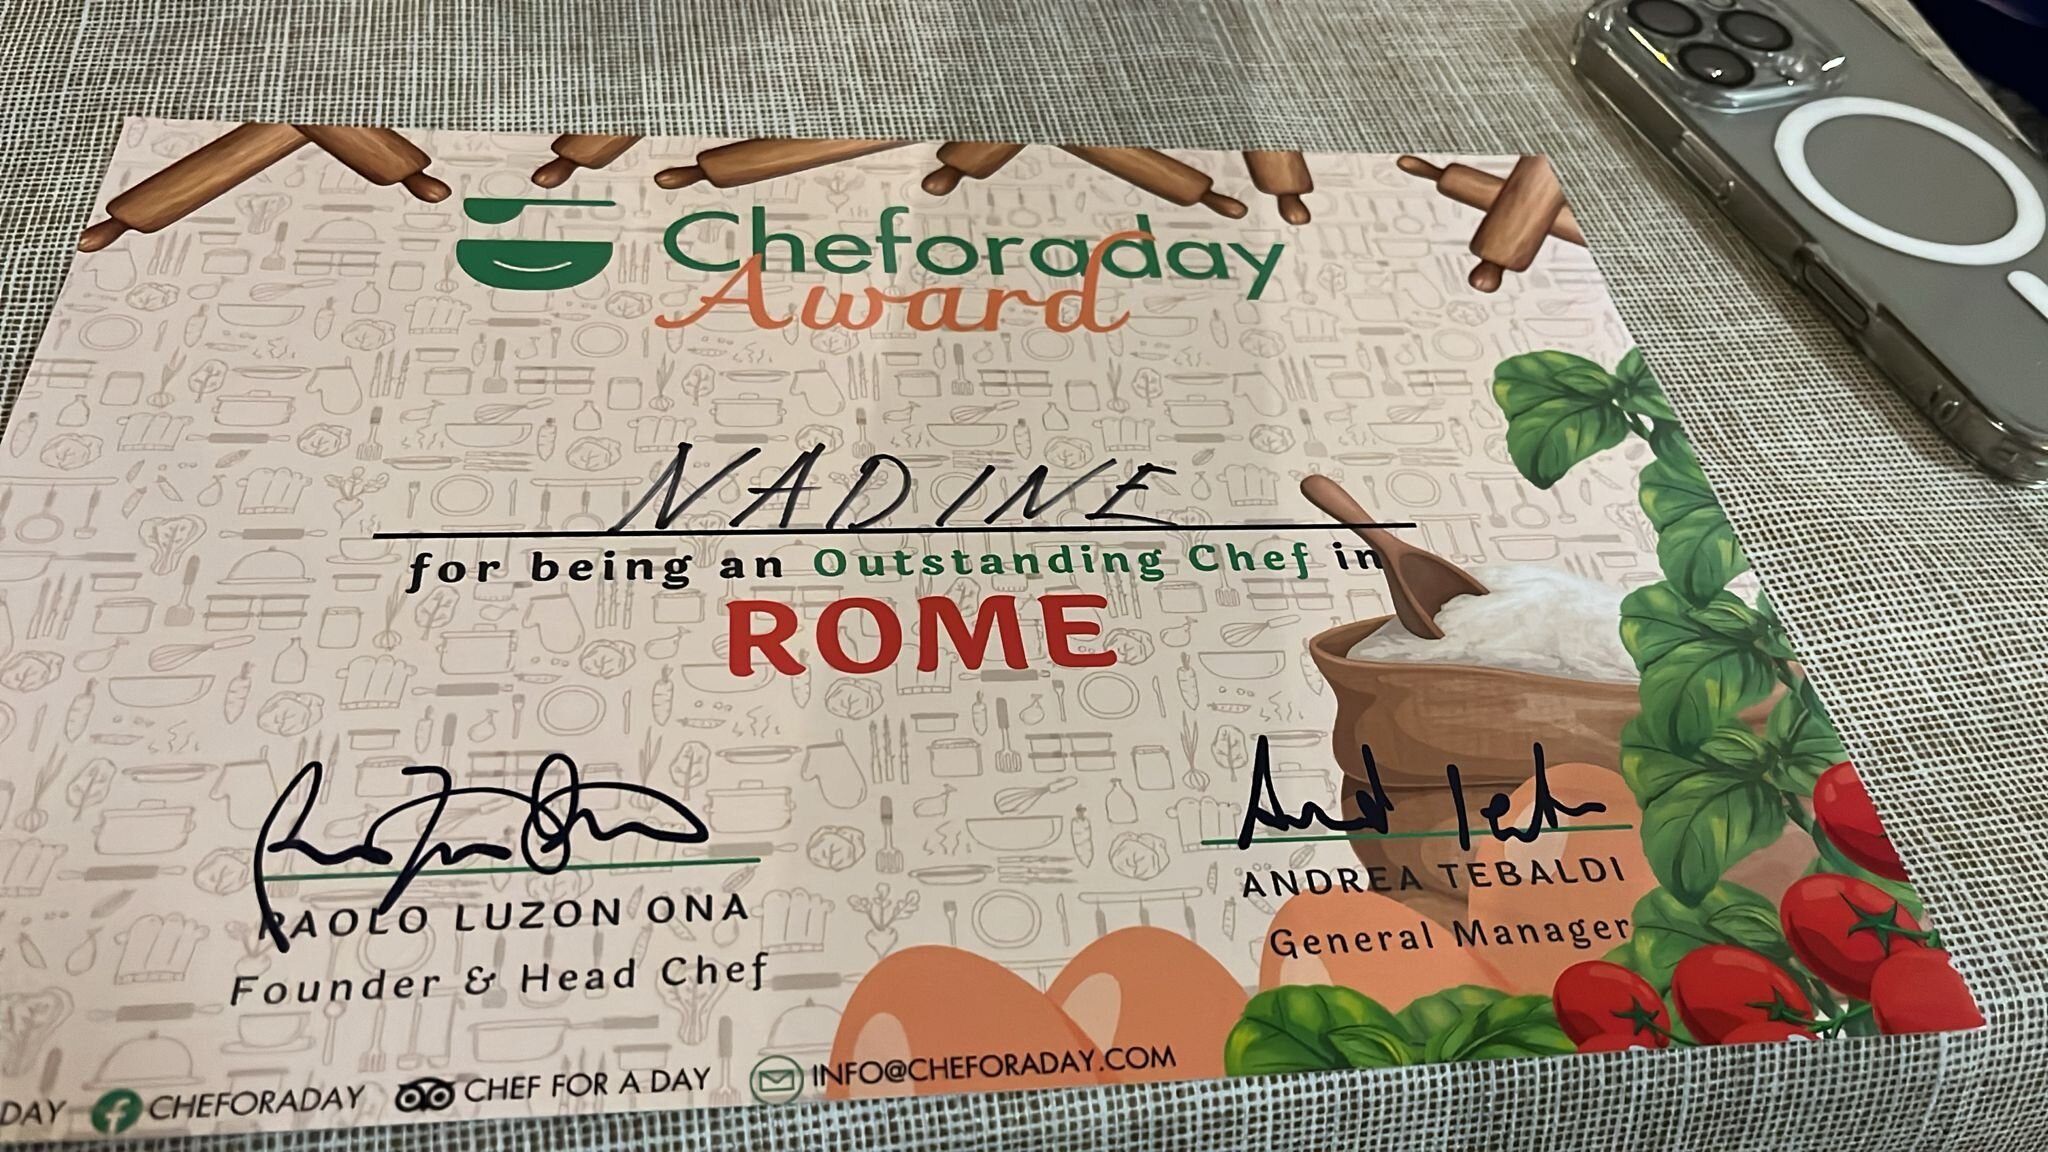 Cheforaday
Award
NADINE
for being an Outstanding Chef in
ROME
PAOLO LUZON ONA
Founder & Head Chef
ANDREA TEBALDI
General Manager
DAY CHEFORADAY CHEF FOR A DAY INFO@CHEFORADAY.COM